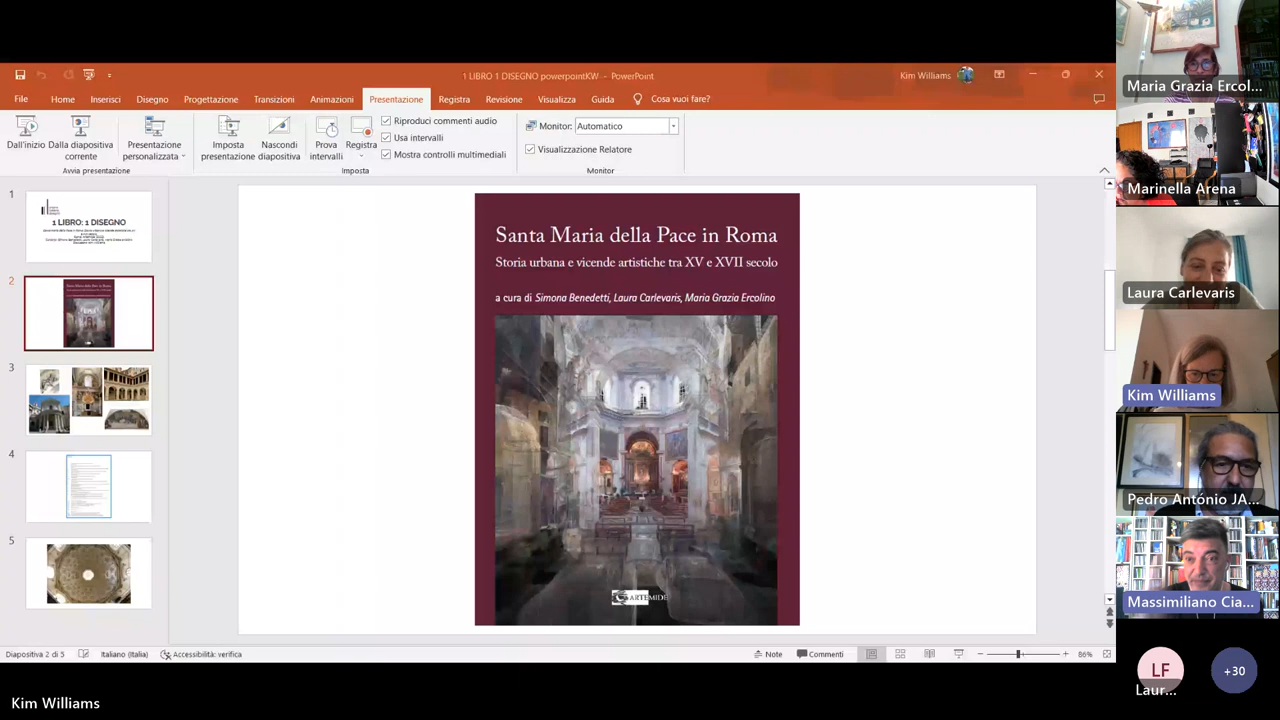 1 LIBRO 1 DISEGNO powerpointKW - PowerPoint
Kim Williams
File Home Inserisci Disegno Progettazione Transizioni Animazioni Presentazione Registra Revisione Visualizza Guida Cosa vuoi fare?
Dall'inizio
Dalla diapositiva corrente
Presentazione personalizzata
Avvia presentazione
Imposta presentazione
Nascondi diapositiva
Prova intervalli
Registra
Riproduci commenti audio
Usa intervalli
Mostra controlli multimediali
Imposta
Monitor: Automatico
Visualizzazione Relatore
Monitor
1
1 LIBRO: 1 DISEGNO
2
3
4
5
Santa Maria della Pace in Roma
Storia urbana e vicende artistiche tra XV e XVII secolo
a cura di Simona Benedetti, Laura Carlevaris, Maria Grazia Ercolino
ARTEMIDE
Diapositiva 2 di 5 Italiano (Italia) Accessibilità: verifica
Note Commenti 86%
Kim Williams
Maria Grazia Ercol...
Marinella Arena
Laura Carlevaris
Kim Williams
Pedro António JA...
Massimiliano Cia...
LF
Laur...
+30